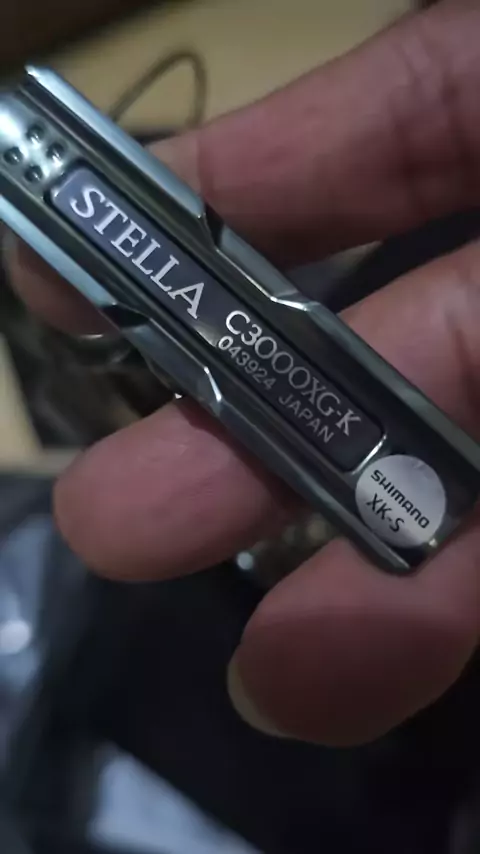 STELLA
C3000XG-K
043924 JAPAN
SHIMANO
XK-S